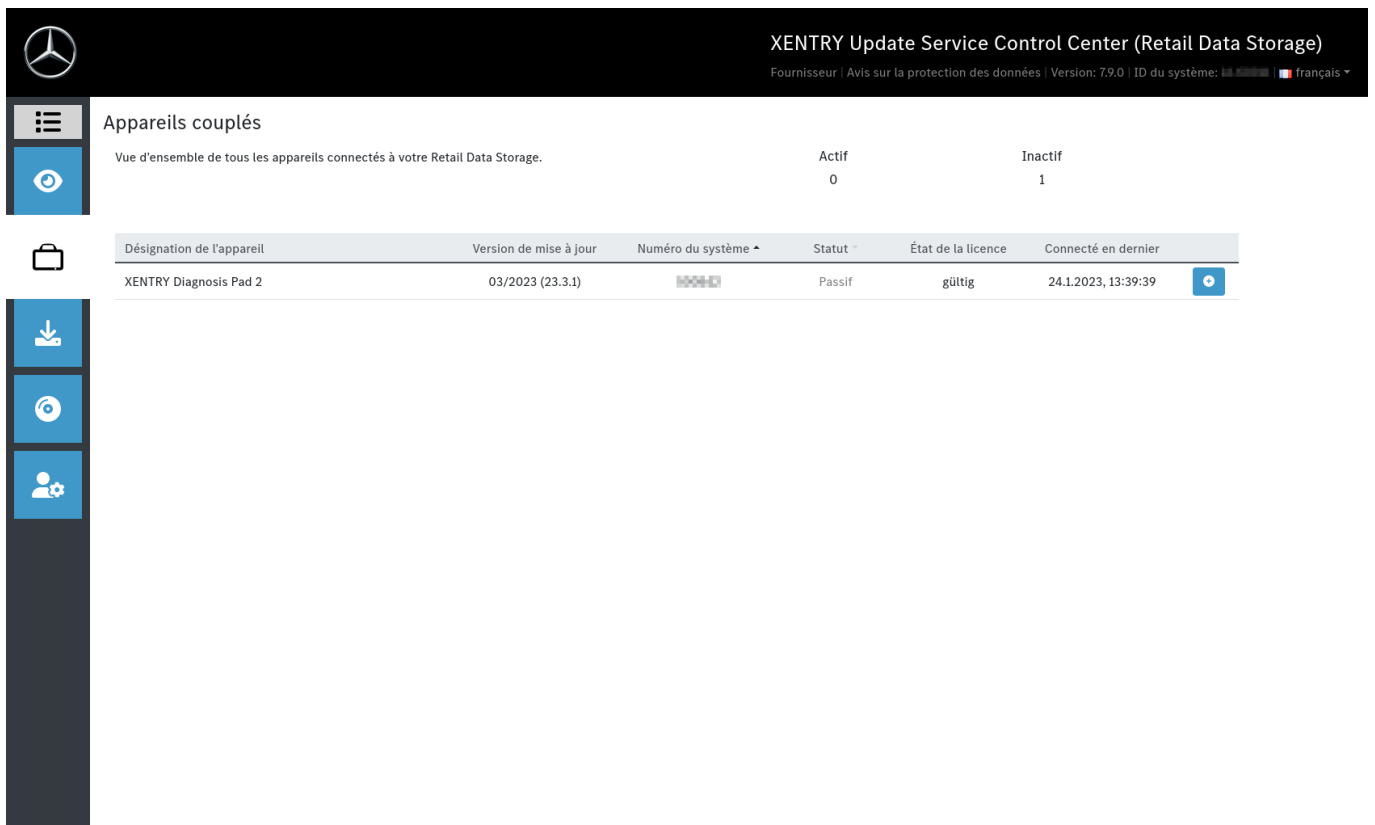 XENTRY Update Service Control Center (Retail Data Storage)
Fournisseur | Avis sur la protection des données | Version: 7.9.0 | ID du système: | français
Appareils couplés
Vue d'ensemble de tous les appareils connectés à votre Retail Data Storage. Actif Inactif
0 1
Désignation de l'appareil Version de mise à jour Numéro du système Statut État de la licence Connecté en dernier
XENTRY Diagnosis Pad 2 03/2023 (23.3.1) Passif gültig 24.1.2023, 13:39:39